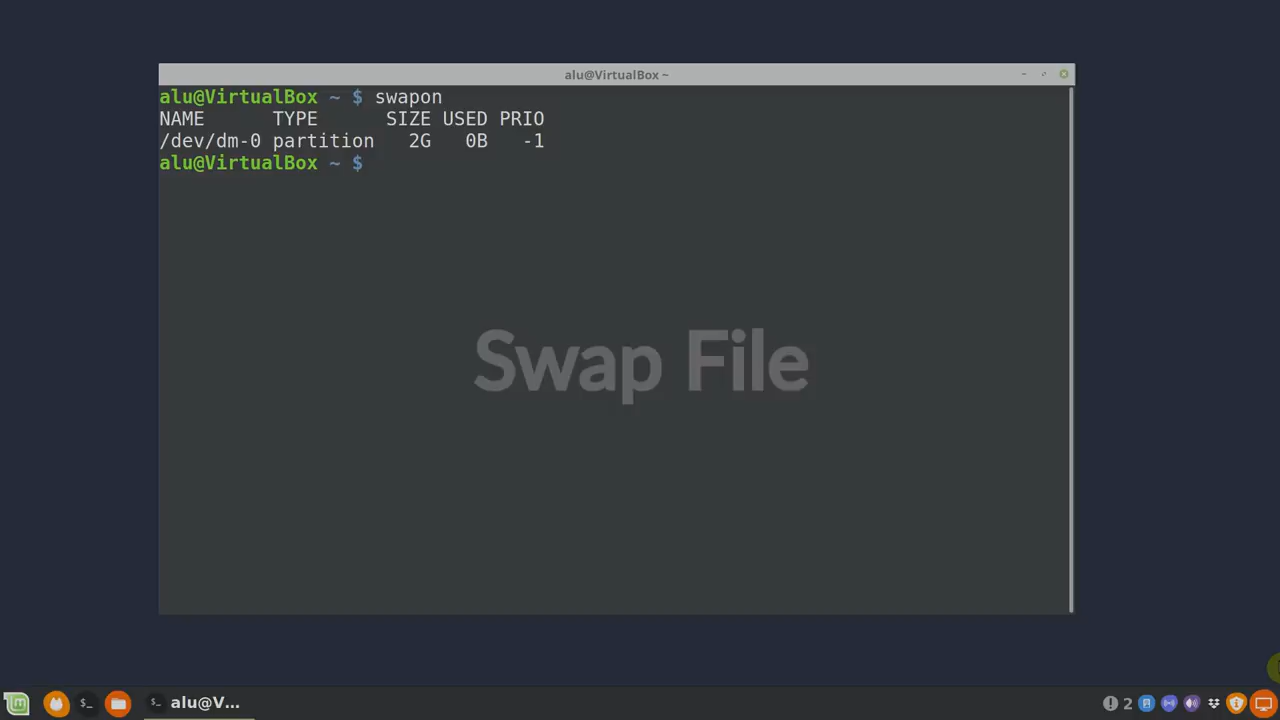 alu@VirtualBox ~
alu@VirtualBox ~ $ swapon
NAME      TYPE      SIZE USED PRIO
/dev/dm-0 partition   2G   0B   -1
alu@VirtualBox ~ $
Swap File
$_ $_ alu@V... 2